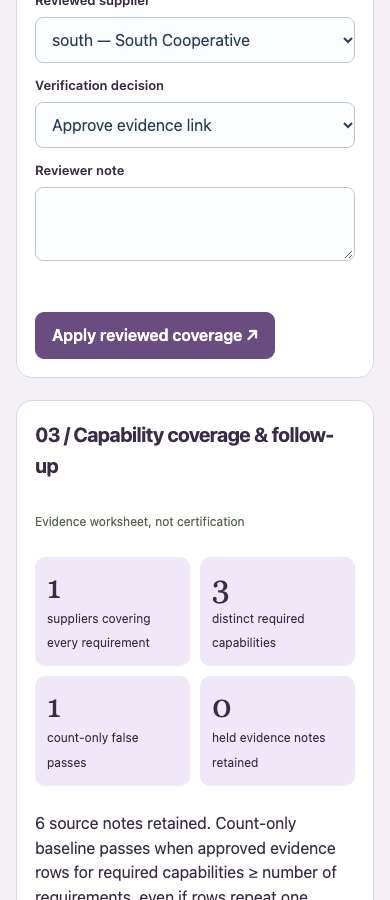 Reviewed supplier
south — South Cooperative
Verification decision
Approve evidence link
Reviewer note
Apply reviewed coverage ↗
03 / Capability coverage & follow-
up
Evidence worksheet, not certification
1
suppliers covering
every requirement
3
distinct required
capabilities
1
count-only false
passes
0
held evidence notes
retained
6 source notes retained. Count-only
baseline passes when approved evidence
rows for required capabilities ≥ number of
requirements, even if rows repeat one